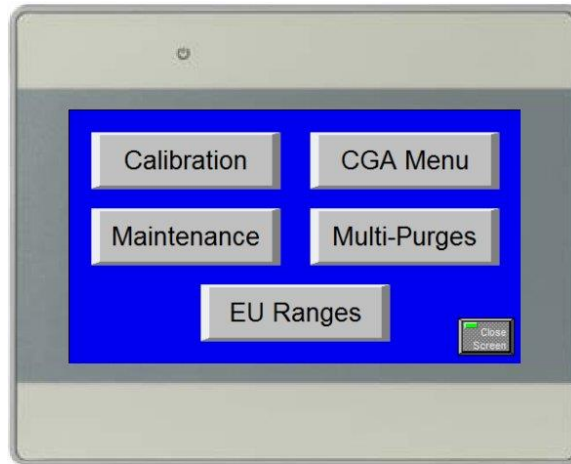 Calibration
CGA Menu
Maintenance
Multi-Purges
EU Ranges
Close
Screen